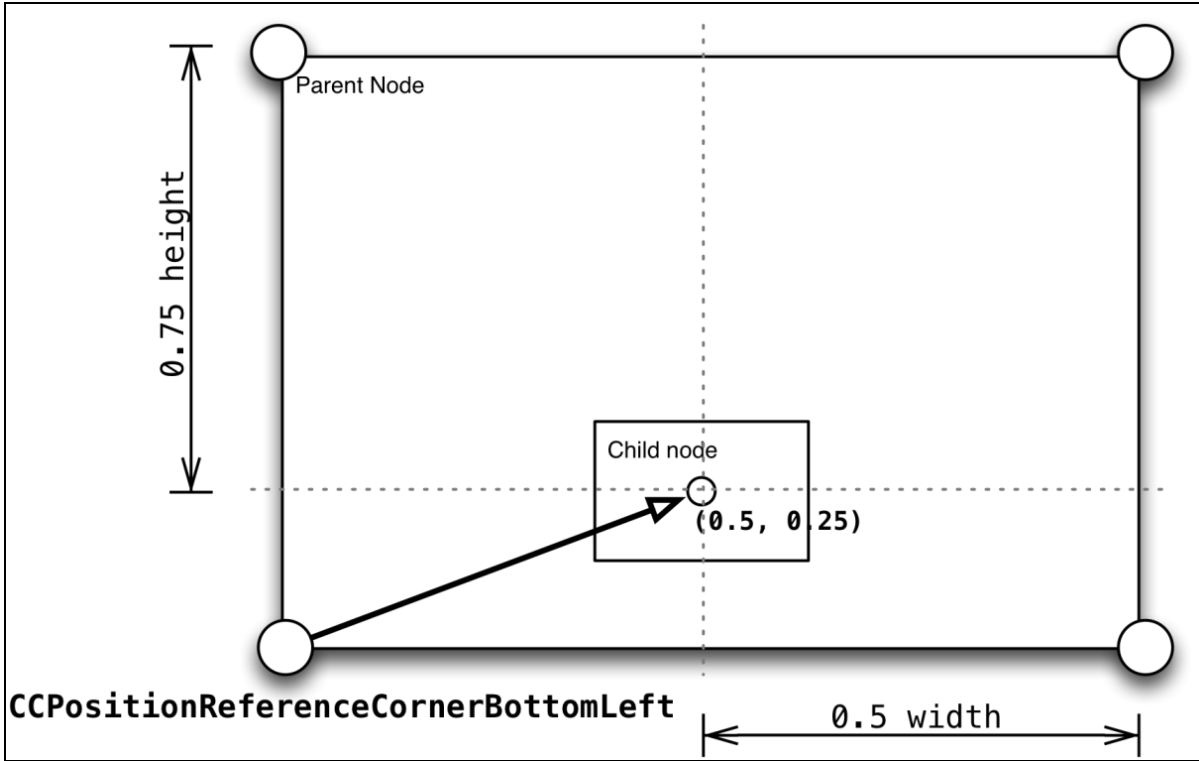 Parent Node
0.75 height
Child node
(0.5, 0.25)
CCPositionReferenceCornerBottomLeft
0.5 width